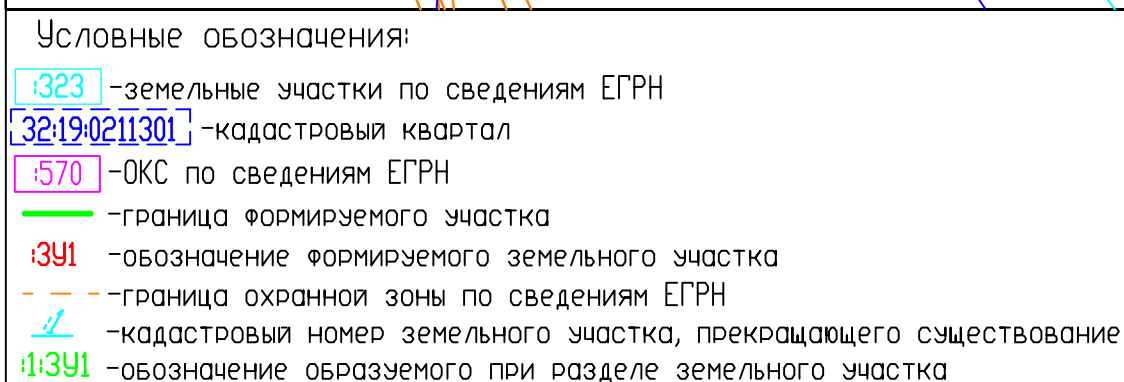 Условные обозначения:
:323 -земельные участки по сведениям ЕГРН
32:19:0211301 -кадастровый квартал
:570 -ОКС по сведениям ЕГРН
-граница формируемого участка
:ЗУ1 -обозначение формируемого земельного участка
-граница охранной зоны по сведениям ЕГРН
:1 -кадастровый номер земельного участка, прекращающего существование
:1:ЗУ1 -обозначение образуемого при разделе земельного участка